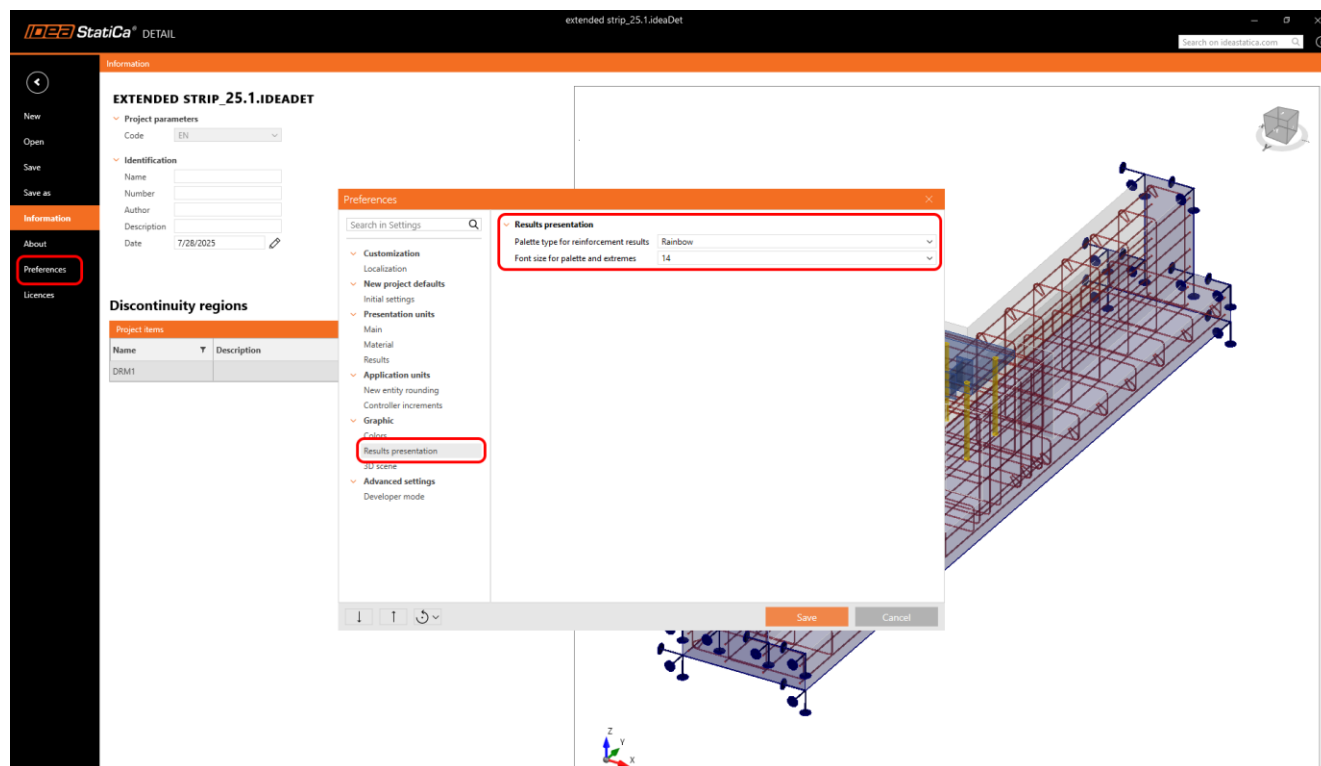 extended strip_25.1.ideaDet
IDEA StatiCa® DETAIL
Search on ideastatica.com
Information
New
Open
Save
Save as
Information
About
Preferences
Licences
EXTENDED STRIP_25.1.IDEADET
Project parameters
Code EN
Identification
Name
Number
Author
Description
Date 7/28/2025
Discontinuity regions
Project items
Name Description
DRM1
Preferences
Search in Settings
Customization
Localization
New project defaults
Initial settings
Presentation units
Main
Material
Results
Application units
New entity rounding
Controller increments
Graphic
Colors
Results presentation
3D scene
Advanced settings
Developer mode
Results presentation
Palette type for reinforcement results Rainbow
Font size for palette and extremes 14
Save Cancel
Z
Y
X